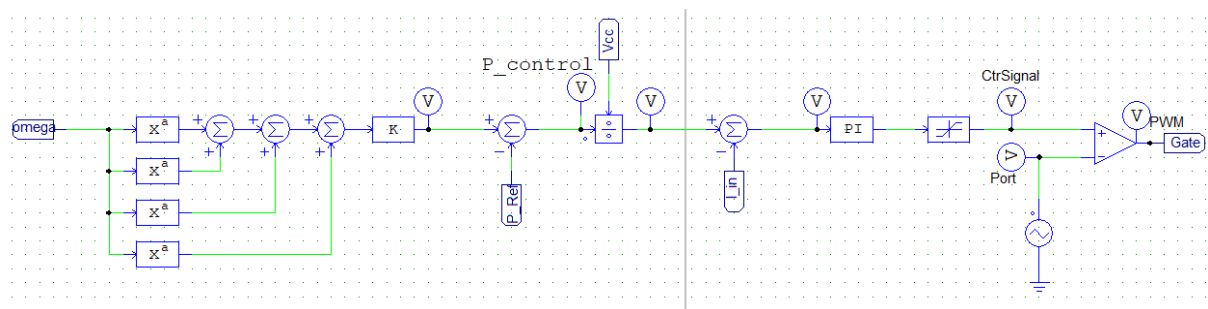 Vcc
P_control
V
V
V
V
V
CtrSignal
V
PWM
omega
x^a
+ + Σ
+ + Σ
+ + Σ
K
+ − Σ
÷
+ − Σ
PI
+
−
Gate
x^a
V
Port
x^a
P_Ref
I_in
x^a